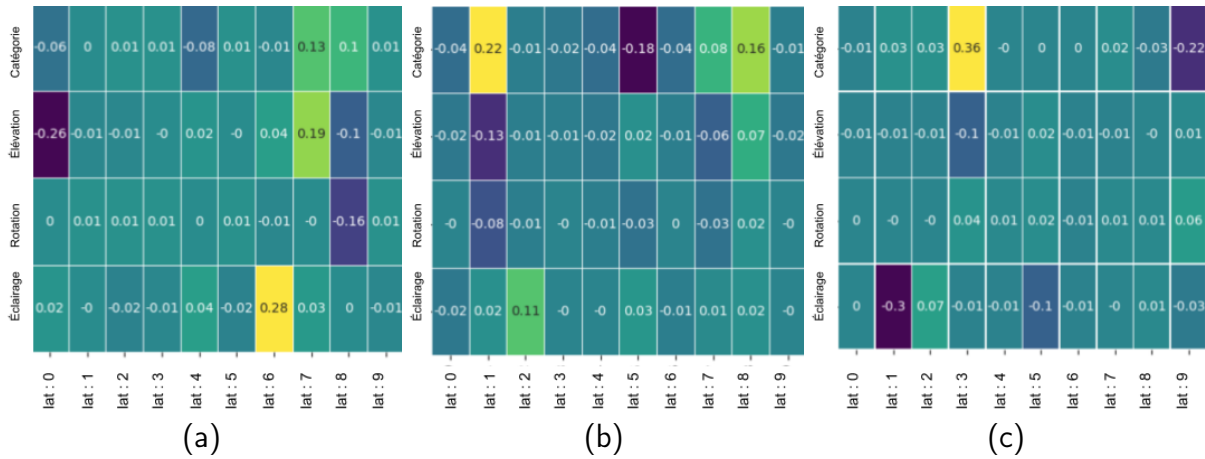 Catégorie -0.06 0 0.01 0.01 -0.08 0.01 -0.01 0.13 0.1 0.01
Élévation -0.26 -0.01 -0.01 -0 0.02 -0 0.04 0.19 -0.1 -0.01
Rotation 0 0.01 0.01 0.01 0 0.01 -0.01 -0 -0.16 0.01
Éclairage 0.02 -0 -0.02 -0.01 0.04 -0.02 0.28 0.03 0 -0.01
lat : 0 lat : 1 lat : 2 lat : 3 lat : 4 lat : 5 lat : 6 lat : 7 lat : 8 lat : 9
(a)
Catégorie -0.04 0.22 -0.01 -0.02 -0.04 -0.18 -0.04 0.08 0.16 -0.01
Élévation -0.02 -0.13 -0.01 -0.01 -0.02 0.02 -0.01 -0.06 0.07 -0.02
Rotation -0 -0.08 -0.01 -0 -0.01 -0.03 0 -0.03 0.02 -0
Éclairage -0.02 0.02 0.11 -0 -0 0.03 -0.01 0.01 0.02 -0
lat : 0 lat : 1 lat : 2 lat : 3 lat : 4 lat : 5 lat : 6 lat : 7 lat : 8 lat : 9
(b)
Catégorie -0.01 0.03 0.03 0.36 -0 0 0 0.02 -0.03 -0.22
Élévation -0.01 -0.01 -0.01 -0.1 -0.01 0.02 -0.01 -0.01 -0 0.01
Rotation 0 -0 -0 0.04 0.01 0.02 -0.01 0.01 0.01 0.06
Éclairage 0 -0.3 0.07 -0.01 -0.01 -0.1 -0.01 -0 0.01 -0.03
lat : 0 lat : 1 lat : 2 lat : 3 lat : 4 lat : 5 lat : 6 lat : 7 lat : 8 lat : 9
(c)